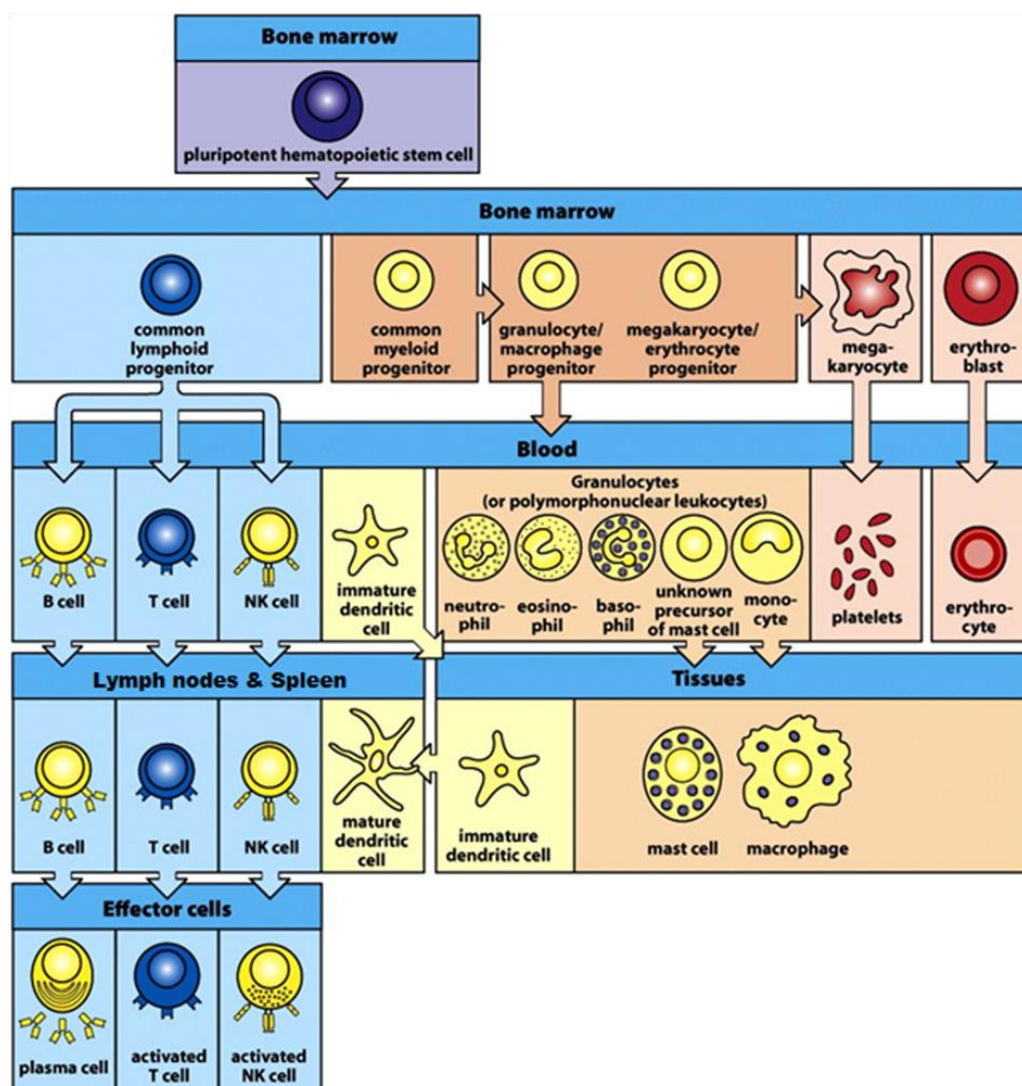 Bone marrow
pluripotent hematopoietic stem cell
Bone marrow
common
lymphoid
progenitor
common
myeloid
progenitor
granulocyte/
macrophage
progenitor
megakaryocyte/
erythrocyte
progenitor
mega-
karyocyte
erythro-
blast
Blood
B cell
T cell
NK cell
immature
dendritic
cell
Granulocytes
(or polymorphonuclear leukocytes)
neutro-
phil
eosino-
phil
baso-
phil
unknown
precursor
of mast cell
mono-
cyte
platelets
erythro-
cyte
Lymph nodes & Spleen
B cell
T cell
NK cell
mature
dendritic
cell
Tissues
immature
dendritic cell
mast cell
macrophage
Effector cells
plasma cell
activated
T cell
activated
NK cell